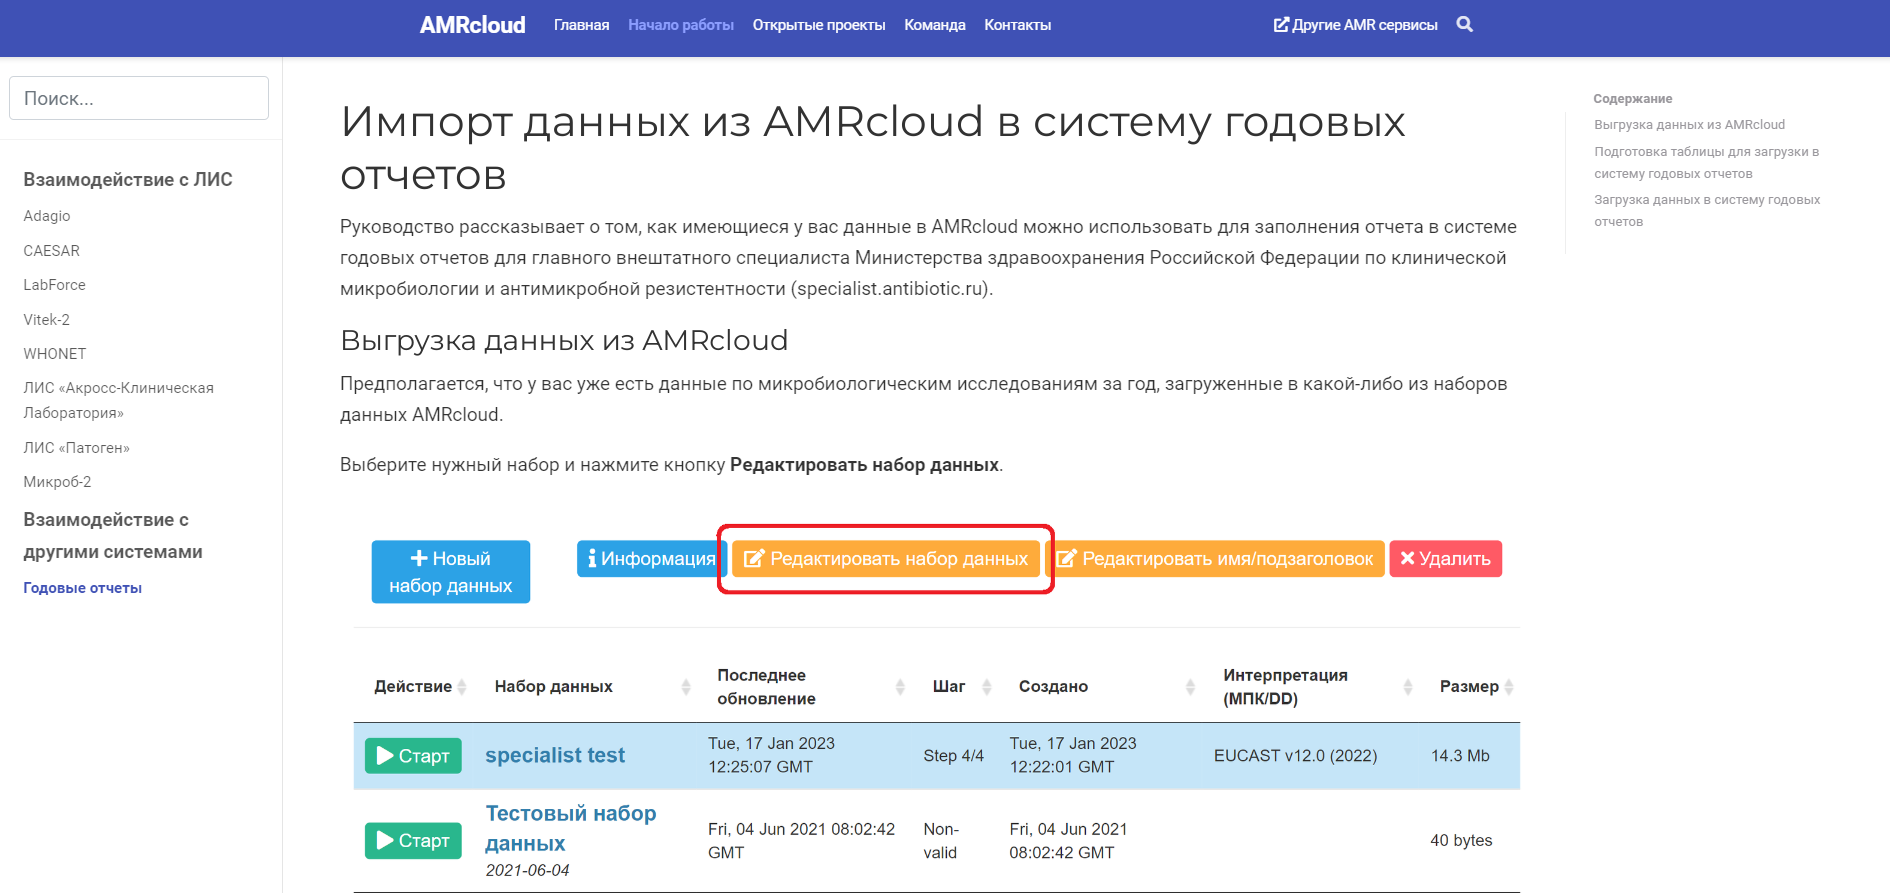 AMRcloud Главная Начало работы Открытые проекты Команда Контакты Другие AMR сервисы
Поиск...
Взаимодействие с ЛИС
Adagio
CAESAR
LabForce
Vitek-2
WHONET
ЛИС «Акросс-Клиническая
Лаборатория»
ЛИС «Патоген»
Микроб-2
Взаимодействие с
другими системами
Годовые отчеты
Импорт данных из AMRcloud в систему годовых
отчетов
Руководство рассказывает о том, как имеющиеся у вас данные в AMRcloud можно использовать для заполнения отчета в системе
годовых отчетов для главного внештатного специалиста Министерства здравоохранения Российской Федерации по клинической
микробиологии и антимикробной резистентности (specialist.antibiotic.ru).
Выгрузка данных из AMRcloud
Предполагается, что у вас уже есть данные по микробиологическим исследованиям за год, загруженные в какой-либо из наборов
данных AMRcloud.
Выберите нужный набор и нажмите кнопку Редактировать набор данных.
Новый
набор данных
Информация
Редактировать набор данных
Редактировать имя/подзаголовок
Удалить
Действие
Набор данных
Последнее
обновление
Шаг
Создано
Интерпретация
(МПК/DD)
Размер
Старт
specialist test
Tue, 17 Jan 2023
12:25:07 GMT
Step 4/4
Tue, 17 Jan 2023
12:22:01 GMT
EUCAST v12.0 (2022)
14.3 Mb
Старт
Тестовый набор
данных
2021-06-04
Fri, 04 Jun 2021 08:02:42
GMT
Non-
valid
Fri, 04 Jun 2021
08:02:42 GMT
40 bytes
Содержание
Выгрузка данных из AMRcloud
Подготовка таблицы для загрузки в
систему годовых отчетов
Загрузка данных в систему годовых
отчетов